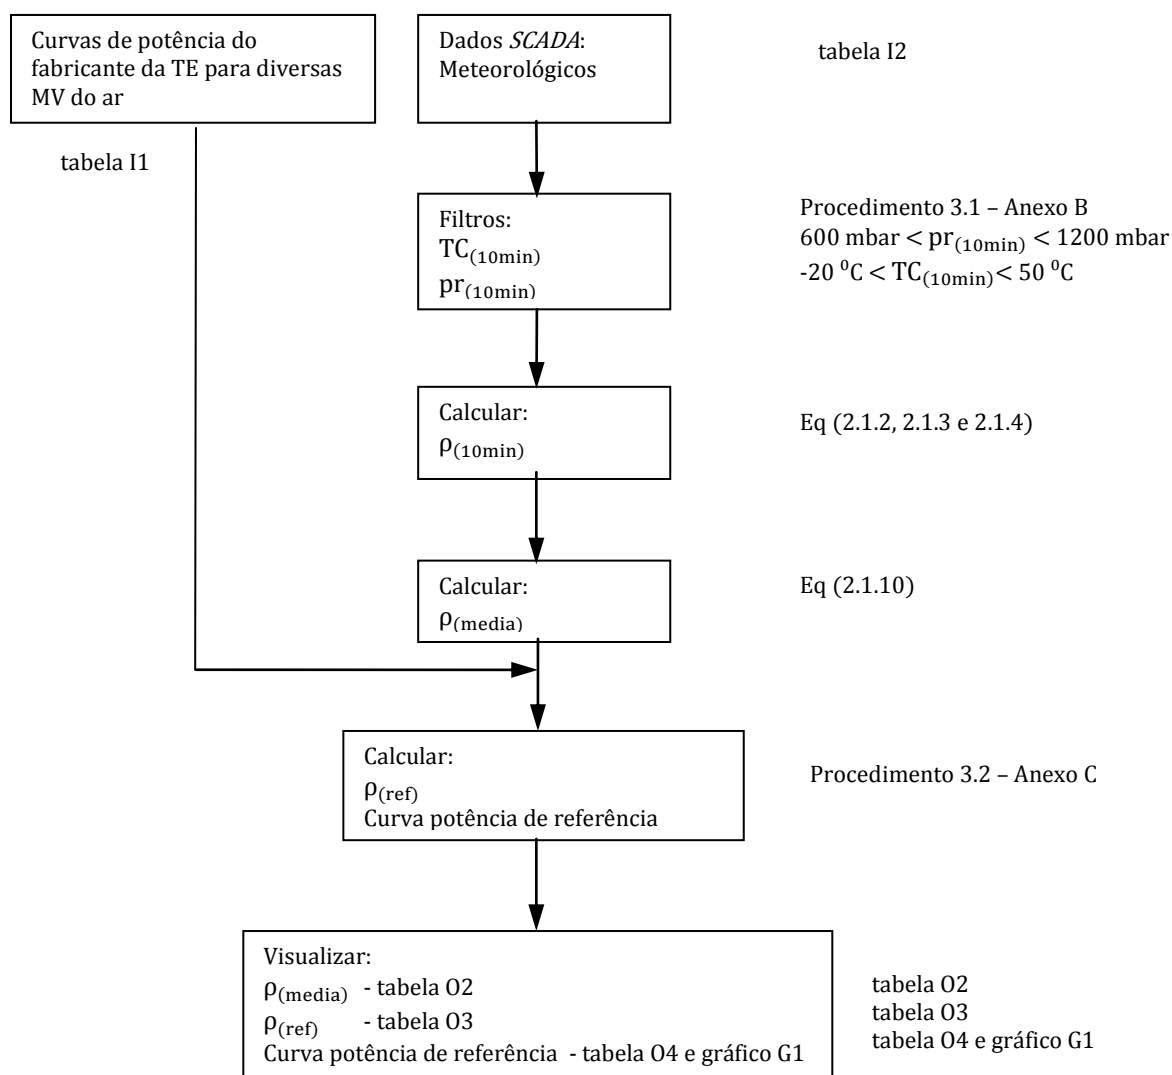 Curvas de potência do
fabricante da TE para diversas
MV do ar
Dados SCADA:
Meteorológicos
tabela I2
tabela I1
Filtros:
TC(10min)
pr(10min)
Procedimento 3.1 – Anexo B
600 mbar < pr(10min) < 1200 mbar
-20 ⁰C < TC(10min)< 50 ⁰C
Calcular:
ρ(10min)
Eq (2.1.2, 2.1.3 e 2.1.4)
Calcular:
ρ(media)
Eq (2.1.10)
Calcular:
ρ(ref)
Curva potência de referência
Procedimento 3.2 – Anexo C
Visualizar:
ρ(media) - tabela O2
ρ(ref) - tabela O3
Curva potência de referência - tabela O4 e gráfico G1
tabela O2
tabela O3
tabela O4 e gráfico G1